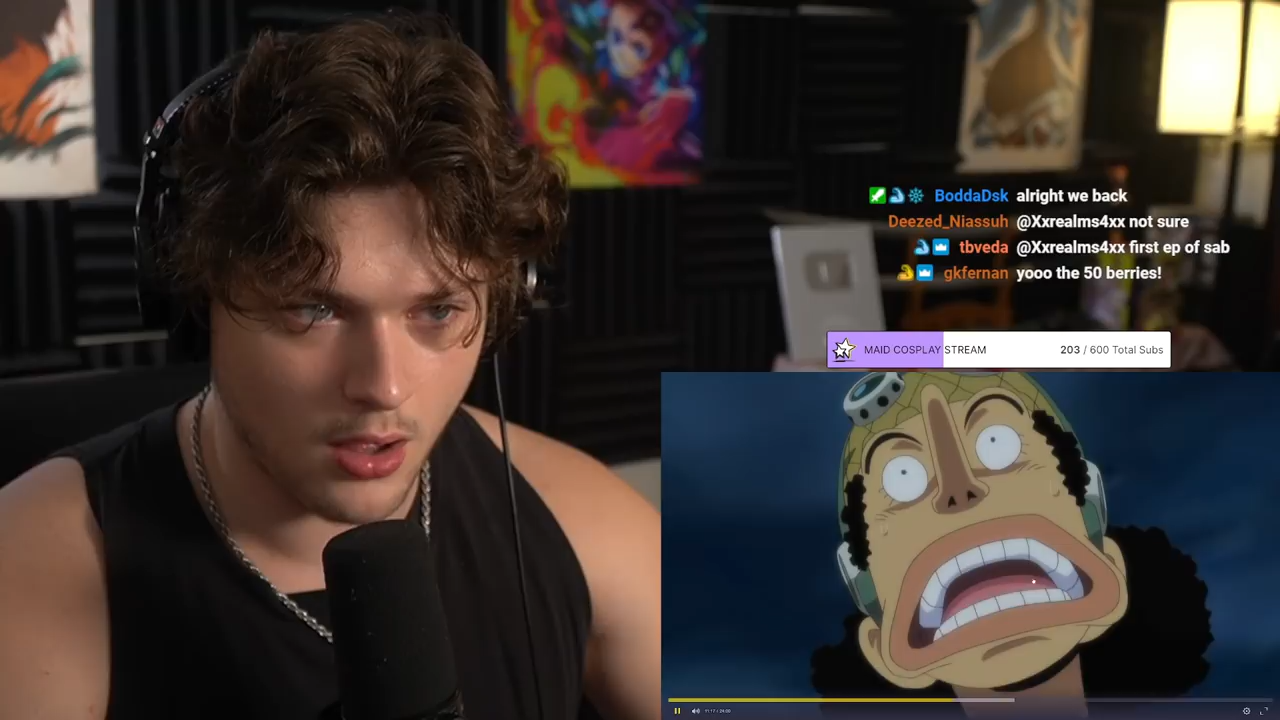 BoddaDsk alright we back
Deezed_Niassuh @Xxrealms4xx not sure
tbveda @Xxrealms4xx first ep of sab
gkfernan yooo the 50 berries!
MAID COSPLAY STREAM 203 / 600 Total Subs